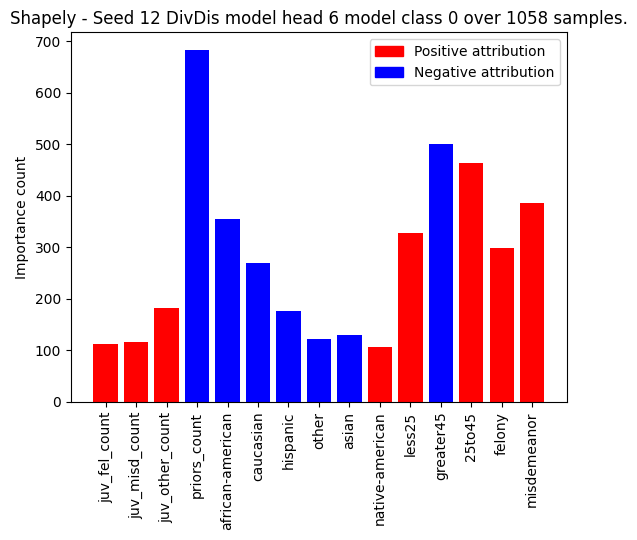 Shapely - Seed 12 DivDis model head 6 model class 0 over 1058 samples.
Positive attribution
Negative attribution
Importance count
700
600
500
400
300
200
100
0
juv_fel_count
juv_misd_count
juv_other_count
priors_count
african-american
caucasian
hispanic
other
asian
native-american
less25
greater45
25to45
felony
misdemeanor